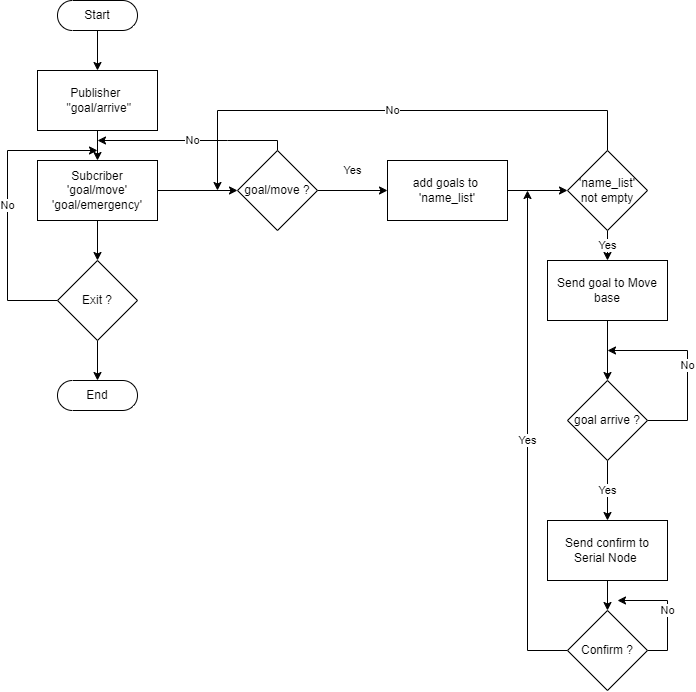 Start
Publisher
"goal/arrive"
No
No
Subcriber
'goal/move'
'goal/emergency'
No
goal/move ?
Yes
add goals to
'name_list'
'name_list'
not empty
Yes
Send goal to Move
base
Exit ?
No
End
goal arrive ?
Yes
Yes
Send confirm to
Serial Node
No
Confirm ?